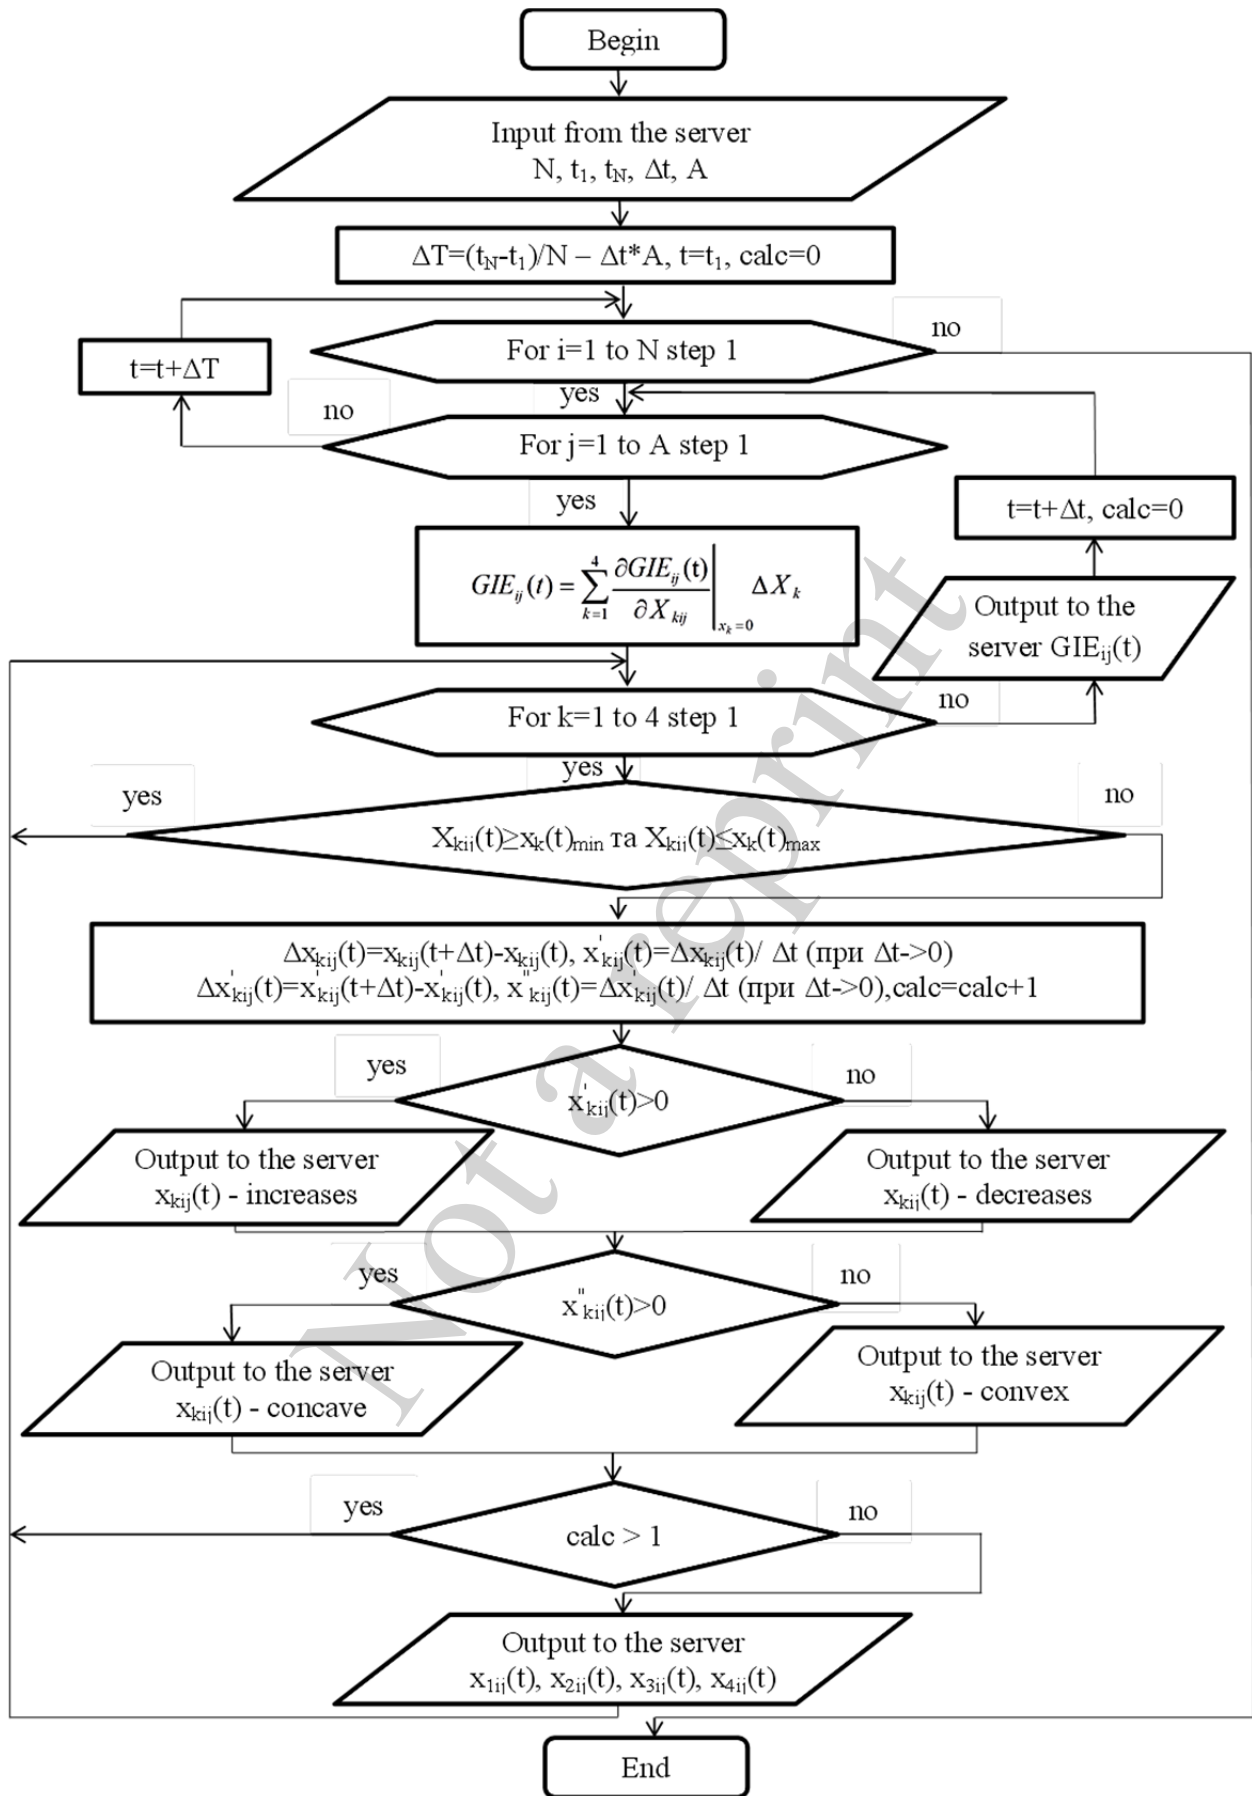 Begin
Input from the server
N, t₁, t_N, Δt, A
ΔT=(t_N-t₁)/N – Δt*A, t=t₁, calc=0
no
For i=1 to N step 1
t=t+ΔT
yes
no
For j=1 to A step 1
yes
t=t+Δt, calc=0
GIE_ij(t) = ∑_{k=1}^{4} ∂GIE_ij(t)/∂X_kij |_{x_k=0} ΔX_k
Output to the
server GIE_ij(t)
no
For k=1 to 4 step 1
yes
yes
no
X_kij(t)≥x_k(t)_min та X_kij(t)≤x_k(t)_max
Δx_kij(t)=x_kij(t+Δt)-x_kij(t), x'_kij(t)=Δx_kij(t)/ Δt (при Δt->0)
Δx'_kij(t)=x'_kij(t+Δt)-x'_kij(t), x''_kij(t)=Δx'_kij(t)/ Δt (при Δt->0),calc=calc+1
yes
no
x'_kij(t)>0
Output to the server
x_kij(t) - increases
Output to the server
x_kij(t) - decreases
yes
no
x''_kij(t)>0
Output to the server
x_kij(t) - concave
Output to the server
x_kij(t) - convex
yes
no
calc > 1
Output to the server
x_1ij(t), x_2ij(t), x_3ij(t), x_4ij(t)
End
Not a reprint